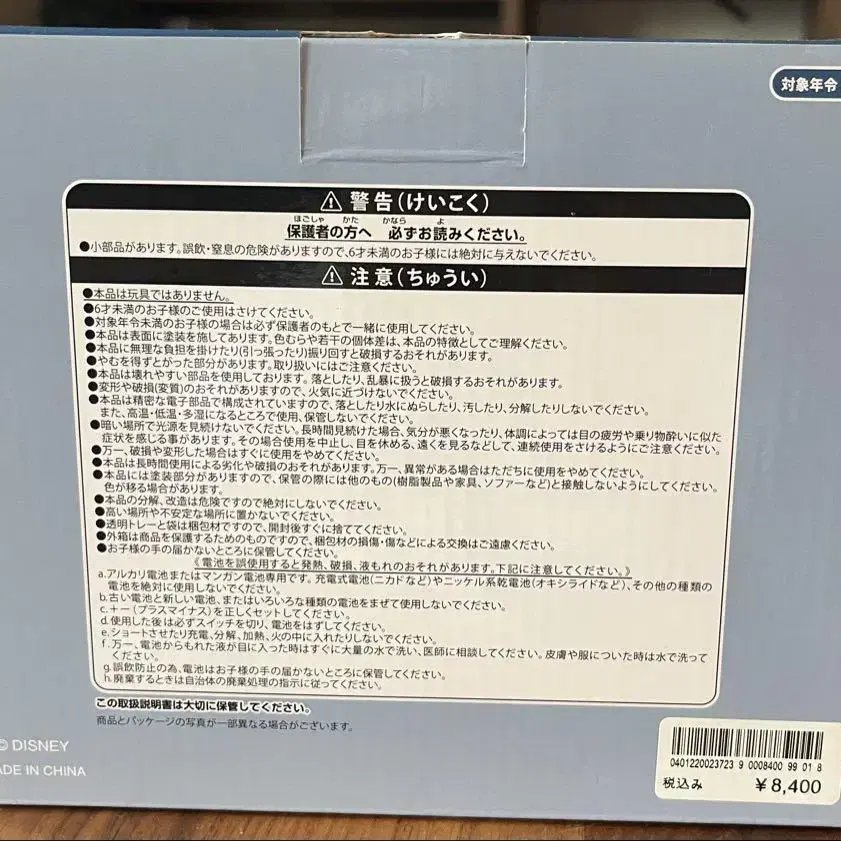 対象年令
⚠ 警告(けいこく)
ほごしゃ かた かなら よ
保護者の方へ 必ずお読みください。
●小部品があります。誤飲・窒息の危険がありますので、6才未満のお子様には絶対に与えないでください。
⚠ 注意(ちゅうい)
●本品は玩具ではありません。
●6才未満のお子様のご使用はさけてください。
●対象年令未満のお子様の場合は必ず保護者のもとで一緒に使用してください。
●本品は表面に塗装を施してあります。色むらや若干の個体差は、本品の特徴としてご理解ください。
●本品に無理な負担を掛けたり(引っ張ったり)振り回すと破損するおそれがあります。
●やむを得ずとがった部分があります。取り扱いにはご注意ください。
●本品は壊れやすい部品を使用しております。落としたり、乱暴に扱うと破損するおそれがあります。
●変形や破損(変質)のおそれがありますので、火気に近づけないでください。
●本品は精密な電子部品で構成されていますので、落としたり水にぬらしたり、汚したり、分解したりしないでください。
また、高温・低温・多湿になるところで使用、保管しないでください。
●暗い場所で光源を見続けないでください。長時間見続けた場合、気分が悪くなったり、体調によっては目の疲労や乗り物酔いに似た
症状を感じる事があります。その場合使用を中止し、目を休める、遠くを見るなどして、連続使用をさけるようにご注意ください。
●万一、破損や変形した場合はすぐに使用をやめてください。
●本品は長時間使用による劣化や破損のおそれがあります。万一、異常がある場合はただちに使用をやめてください。
●本品には塗装部分がありますので、保管の際には他のもの(樹脂製品や家具、ソファーなど)と接触しないようにしてください。
色が移る場合があります。
●本品の分解、改造は危険ですので絶対にしないでください。
●高い場所や不安定な場所に置かないでください。
●透明トレーと袋は梱包材ですので、開封後すぐに捨ててください。
●外箱は商品を保護するためのものですので、梱包材の損傷・傷などによる交換はご遠慮ください。
●お子様の手の届かないところに保管してください。
《電池を誤使用すると発熱、破損、液もれのおそれがあります。下記に注意してください。》
a.アルカリ電池またはマンガン電池専用です。充電式電池(ニカドなど)やニッケル系乾電池(オキシライドなど)、その他の種類の
電池を絶対に使用しないでください。
b.古い電池と新しい電池、またはいろいろな種類の電池をまぜて使用しないでください。
c.+-(プラスマイナス)を正しくセットしてください。
d.使用した後は必ずスイッチを切り、電池をはずしてください。
e.ショートさせたり充電、分解、加熱、火の中に入れたりしないでください。
f.万一、電池からもれた液が目に入った時はすぐに大量の水で洗い、医師に相談してください。皮膚や服についた時は水で洗って
ください。
g.誤飲防止の為、電池はお子様の手の届かないところに保管してください。
h.廃棄するときは自治体の廃棄処理の指示に従ってください。
この取扱説明書は大切に保管してください。
商品とパッケージの写真が一部異なる場合がございます。
© DISNEY
ADE IN CHINA
0401220023723 9 0008400 99 01 8
税込み ¥8,400